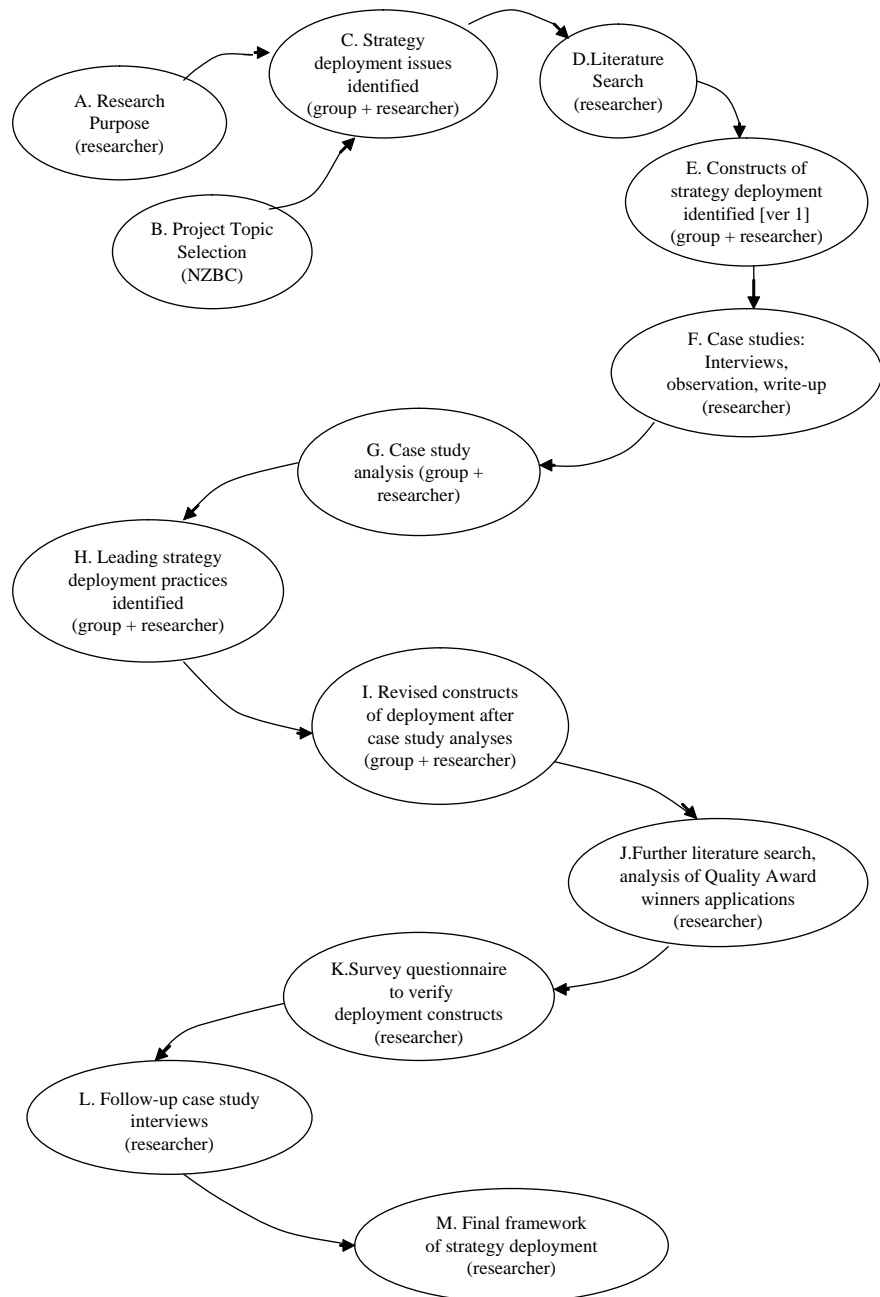 A. Research
Purpose
(researcher)
B. Project Topic
Selection
(NZBC)
C. Strategy
deployment issues
identified
(group + researcher)
D.Literature
Search
(researcher)
E. Constructs of
strategy deployment
identified [ver 1]
(group + researcher)
F. Case studies:
Interviews,
observation, write-up
(researcher)
G. Case study
analysis (group +
researcher)
H. Leading strategy
deployment practices
identified
(group + researcher)
I. Revised constructs
of deployment after
case study analyses
(group + researcher)
J.Further literature search,
analysis of Quality Award
winners applications
(researcher)
K.Survey questionnaire
to verify
deployment constructs
(researcher)
L. Follow-up case study
interviews
(researcher)
M. Final framework
of strategy deployment
(researcher)